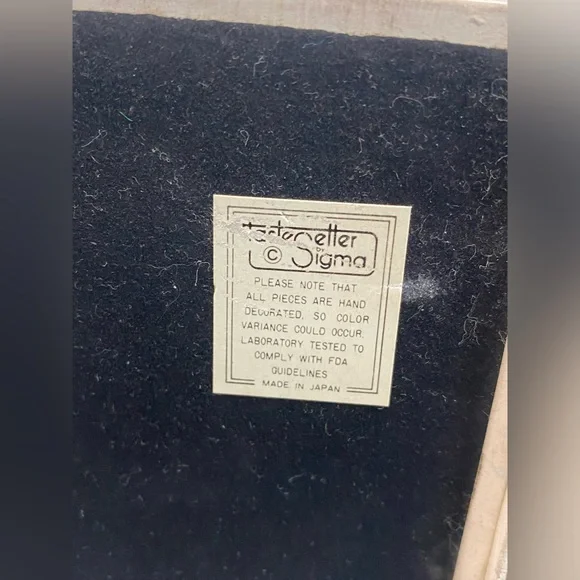 tastesetter
BY
© Sigma
PLEASE NOTE THAT
ALL PIECES ARE HAND
DECORATED, SO COLOR
VARIANCE COULD OCCUR.
LABORATORY TESTED TO
COMPLY WITH FDA
GUIDELINES
MADE IN JAPAN